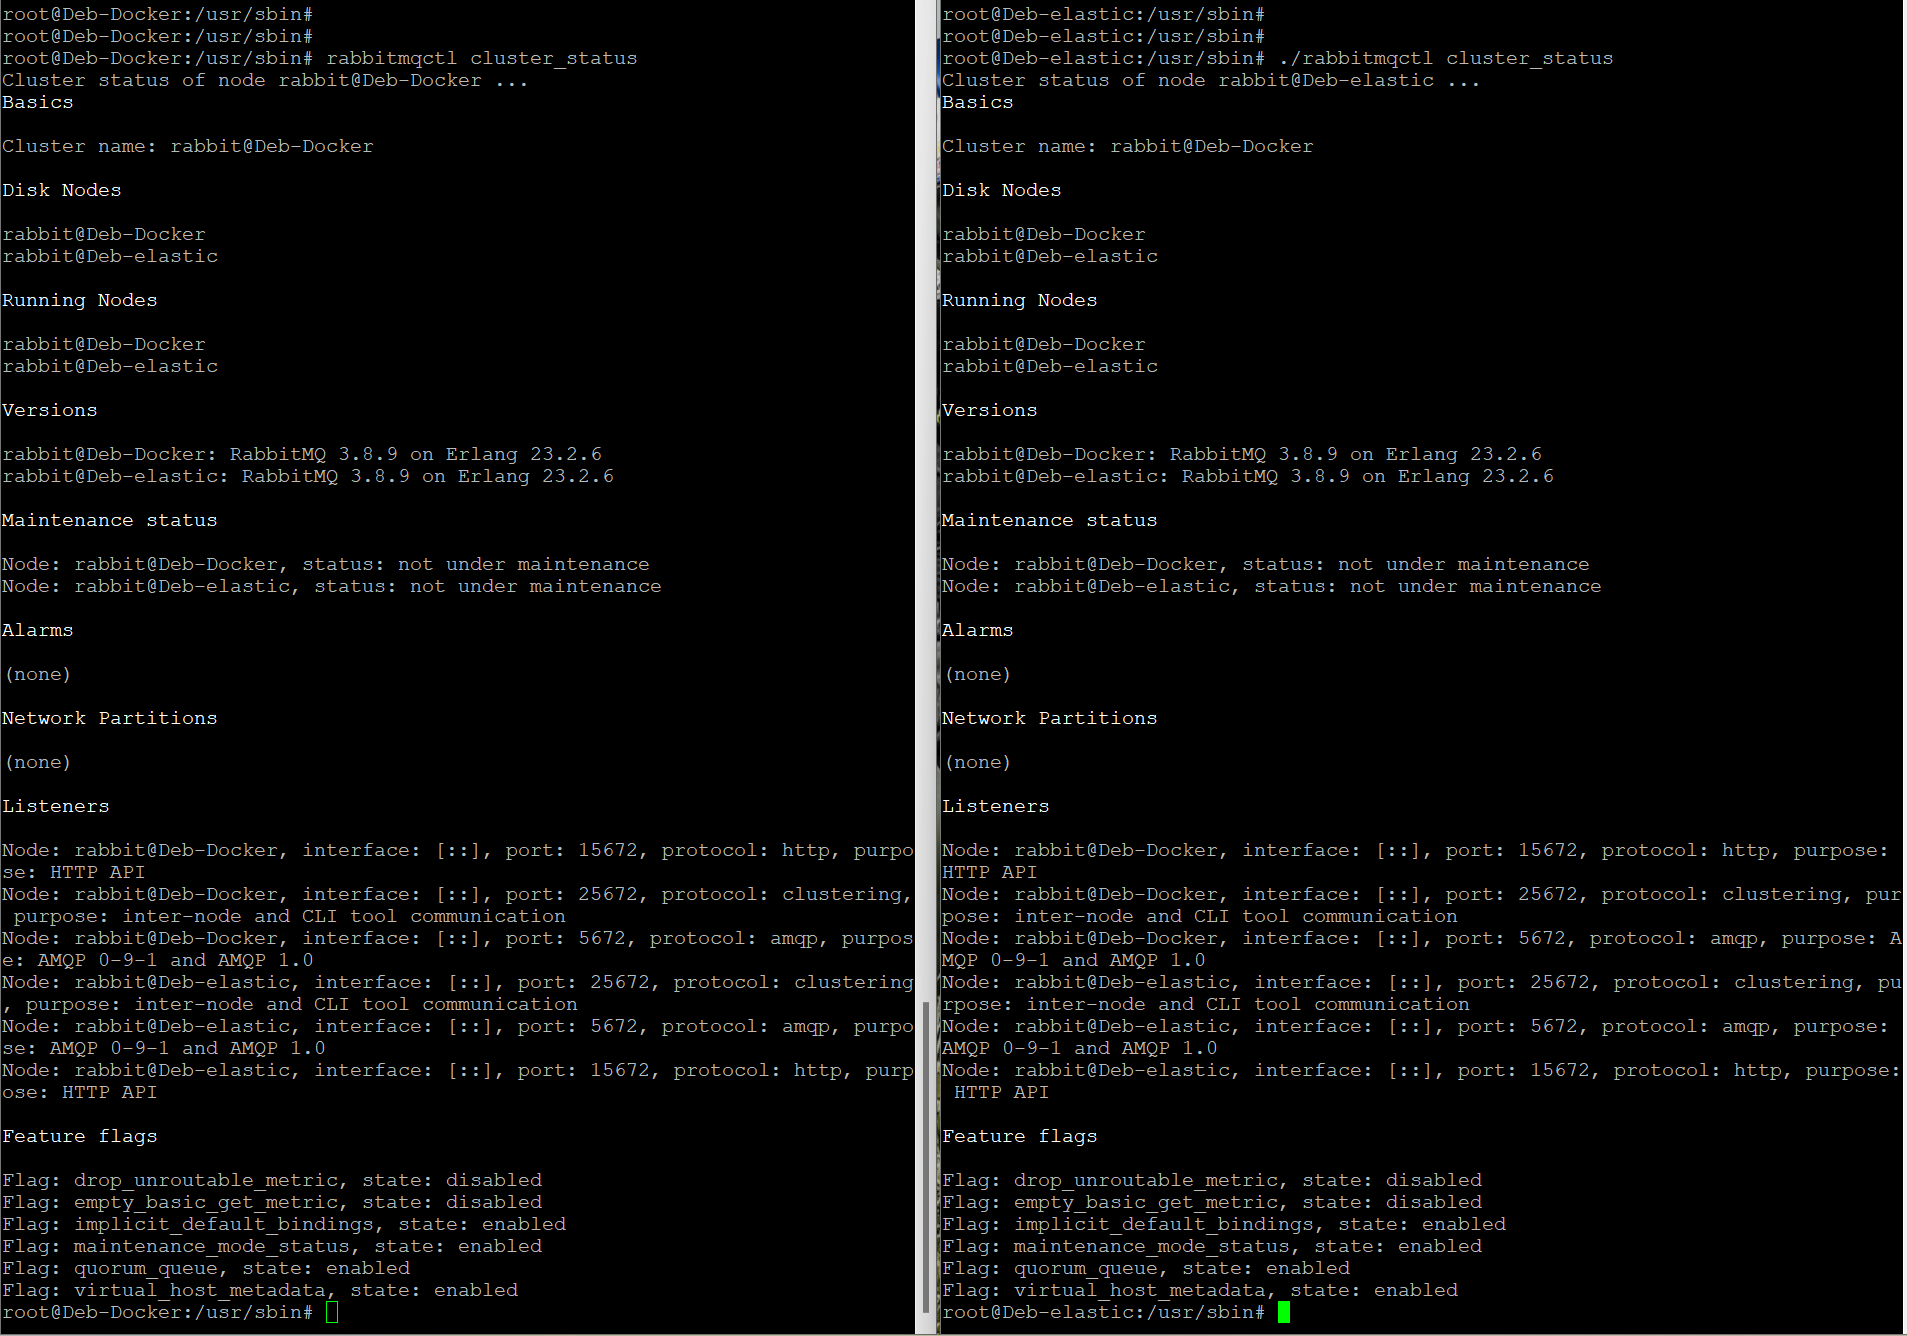 root@Deb-Docker:/usr/sbin#
root@Deb-Docker:/usr/sbin#
root@Deb-Docker:/usr/sbin# rabbitmqctl cluster_status
Cluster status of node rabbit@Deb-Docker ...
Basics
Cluster name: rabbit@Deb-Docker
Disk Nodes
rabbit@Deb-Docker
rabbit@Deb-elastic
Running Nodes
rabbit@Deb-Docker
rabbit@Deb-elastic
Versions
rabbit@Deb-Docker: RabbitMQ 3.8.9 on Erlang 23.2.6
rabbit@Deb-elastic: RabbitMQ 3.8.9 on Erlang 23.2.6
Maintenance status
Node: rabbit@Deb-Docker, status: not under maintenance
Node: rabbit@Deb-elastic, status: not under maintenance
Alarms
(none)
Network Partitions
(none)
Listeners
Node: rabbit@Deb-Docker, interface: [::], port: 15672, protocol: http, purpo
se: HTTP API
Node: rabbit@Deb-Docker, interface: [::], port: 25672, protocol: clustering,
 purpose: inter-node and CLI tool communication
Node: rabbit@Deb-Docker, interface: [::], port: 5672, protocol: amqp, purpos
e: AMQP 0-9-1 and AMQP 1.0
Node: rabbit@Deb-elastic, interface: [::], port: 25672, protocol: clustering
, purpose: inter-node and CLI tool communication
Node: rabbit@Deb-elastic, interface: [::], port: 5672, protocol: amqp, purpo
se: AMQP 0-9-1 and AMQP 1.0
Node: rabbit@Deb-elastic, interface: [::], port: 15672, protocol: http, purp
ose: HTTP API
Feature flags
Flag: drop_unroutable_metric, state: disabled
Flag: empty_basic_get_metric, state: disabled
Flag: implicit_default_bindings, state: enabled
Flag: maintenance_mode_status, state: enabled
Flag: quorum_queue, state: enabled
Flag: virtual_host_metadata, state: enabled
root@Deb-Docker:/usr/sbin#
root@Deb-elastic:/usr/sbin#
root@Deb-elastic:/usr/sbin#
root@Deb-elastic:/usr/sbin# ./rabbitmqctl cluster_status
Cluster status of node rabbit@Deb-elastic ...
Basics
Cluster name: rabbit@Deb-Docker
Disk Nodes
rabbit@Deb-Docker
rabbit@Deb-elastic
Running Nodes
rabbit@Deb-Docker
rabbit@Deb-elastic
Versions
rabbit@Deb-Docker: RabbitMQ 3.8.9 on Erlang 23.2.6
rabbit@Deb-elastic: RabbitMQ 3.8.9 on Erlang 23.2.6
Maintenance status
Node: rabbit@Deb-Docker, status: not under maintenance
Node: rabbit@Deb-elastic, status: not under maintenance
Alarms
(none)
Network Partitions
(none)
Listeners
Node: rabbit@Deb-Docker, interface: [::], port: 15672, protocol: http, purpose:
HTTP API
Node: rabbit@Deb-Docker, interface: [::], port: 25672, protocol: clustering, pur
pose: inter-node and CLI tool communication
Node: rabbit@Deb-Docker, interface: [::], port: 5672, protocol: amqp, purpose: A
MQP 0-9-1 and AMQP 1.0
Node: rabbit@Deb-elastic, interface: [::], port: 25672, protocol: clustering, pu
rpose: inter-node and CLI tool communication
Node: rabbit@Deb-elastic, interface: [::], port: 5672, protocol: amqp, purpose:
AMQP 0-9-1 and AMQP 1.0
Node: rabbit@Deb-elastic, interface: [::], port: 15672, protocol: http, purpose:
 HTTP API
Feature flags
Flag: drop_unroutable_metric, state: disabled
Flag: empty_basic_get_metric, state: disabled
Flag: implicit_default_bindings, state: enabled
Flag: maintenance_mode_status, state: enabled
Flag: quorum_queue, state: enabled
Flag: virtual_host_metadata, state: enabled
root@Deb-elastic:/usr/sbin#